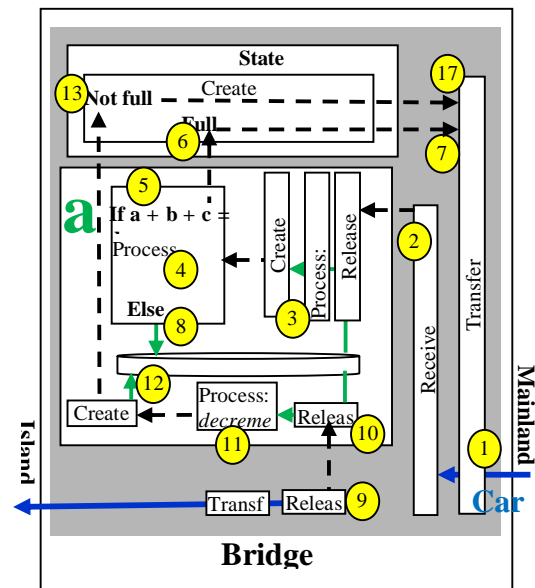 State
17
13
Create
Not full
Full
6
7
5
a
If a + b + c =
Process
4
Create
3
Process:
Release
2
Receive
Transfer
Else
8
12
Create
Process:
decreme
11
Releas
10
Island
Mainland
1
Car
Transf
Releas
9
Bridge